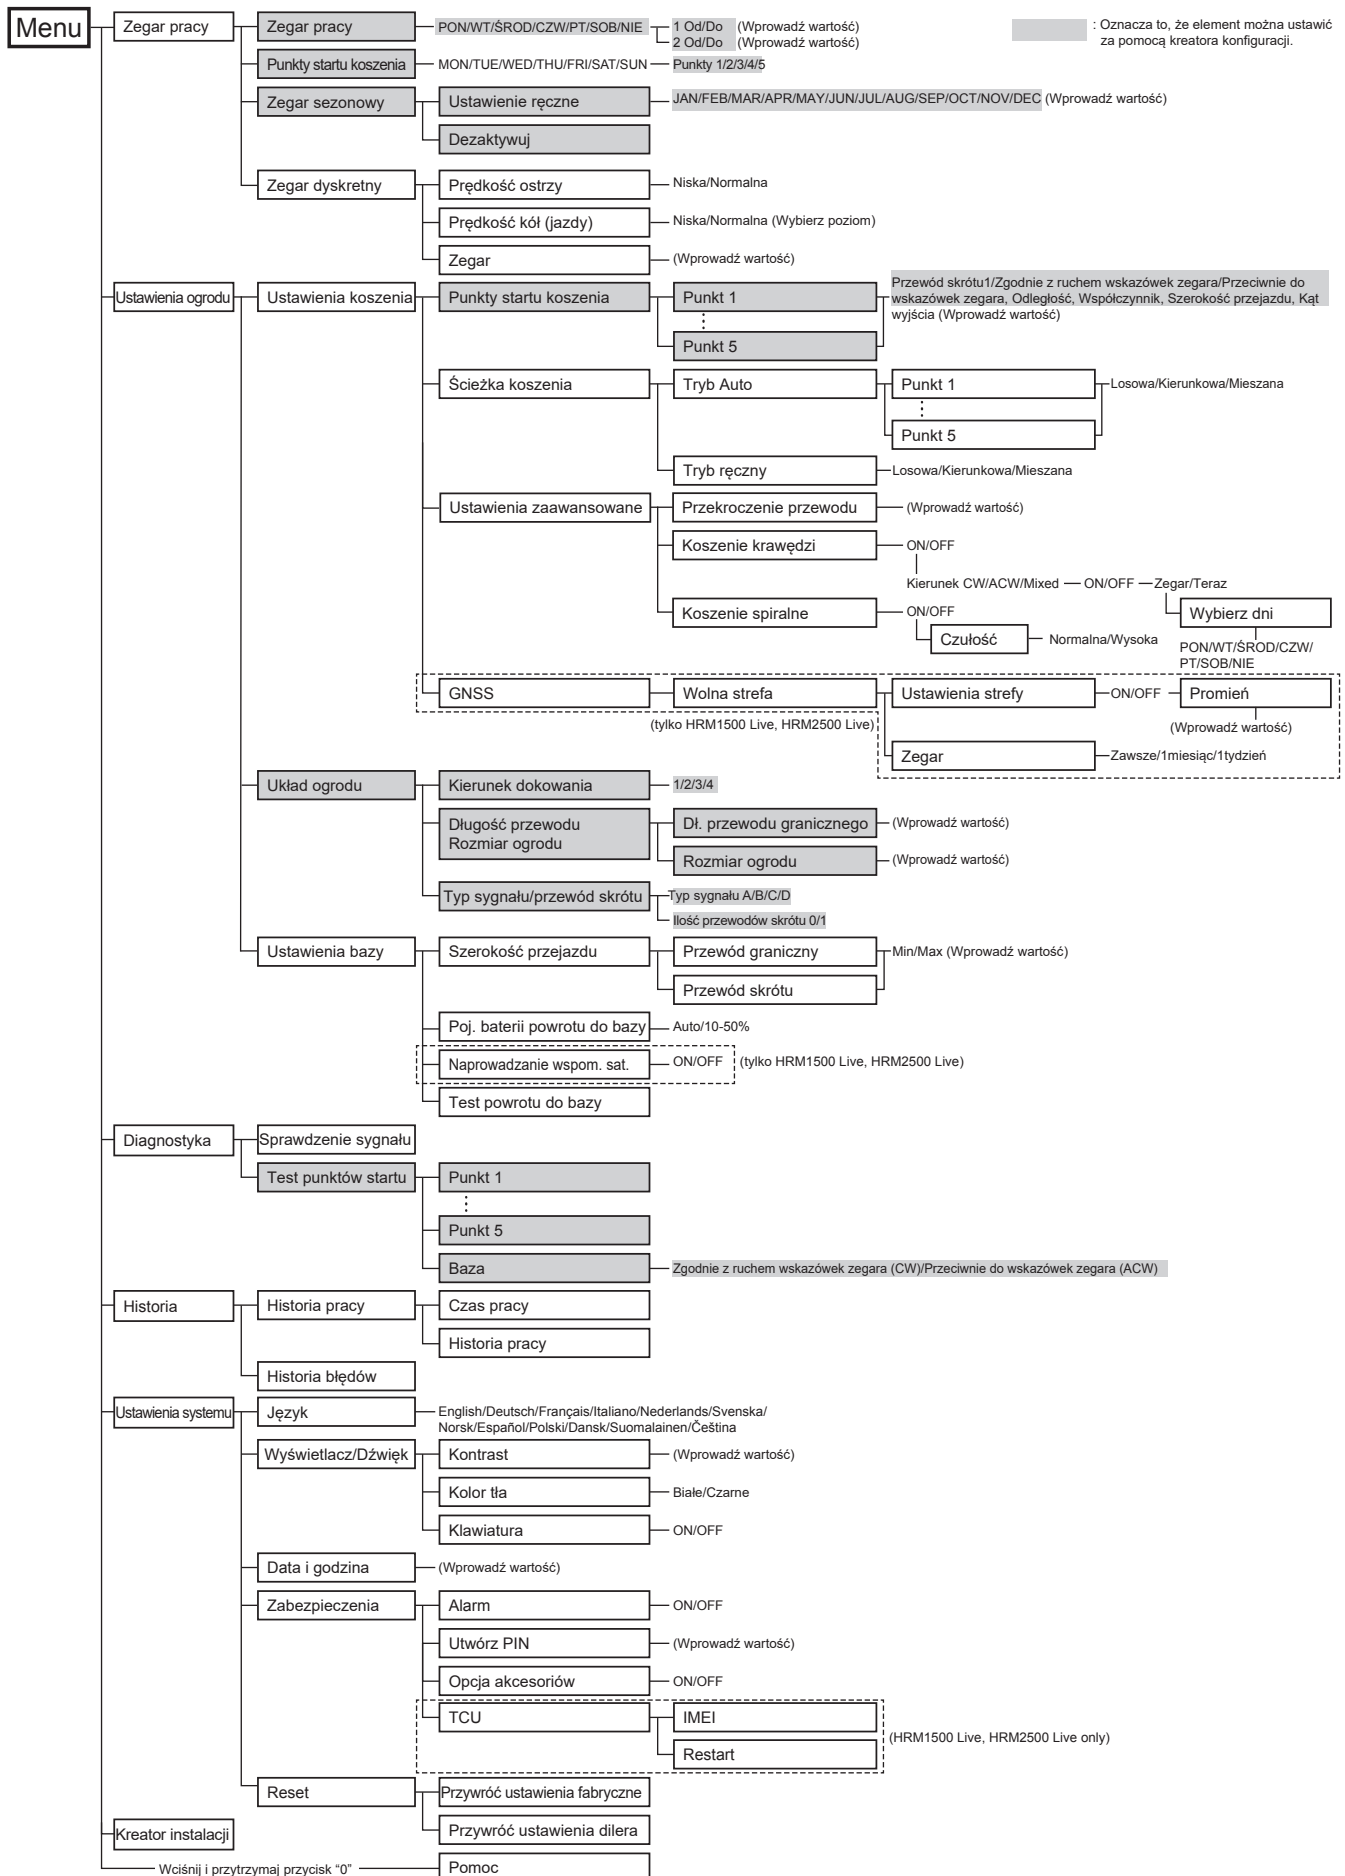 Menu
Zegar pracy
Zegar pracy
PON/WT/ŚROD/CZW/PT/SOB/NIE
1 Od/Do
(Wprowadź wartość)
2 Od/Do
(Wprowadź wartość)
: Oznacza to, że element można ustawić
za pomocą kreatora konfiguracji.
Punkty startu koszenia
MON/TUE/WED/THU/FRI/SAT/SUN
Punkty 1/2/3/4/5
Zegar sezonowy
Ustawienie ręczne
JAN/FEB/MAR/APR/MAY/JUN/JUL/AUG/SEP/OCT/NOV/DEC (Wprowadź wartość)
Dezaktywuj
Zegar dyskretny
Prędkość ostrzy
Niska/Normalna
Prędkość kół (jazdy)
Niska/Normalna (Wybierz poziom)
Zegar
(Wprowadź wartość)
Ustawienia ogrodu
Ustawienia koszenia
Punkty startu koszenia
Punkt 1
Punkt 5
Przewód skrótu1/Zgodnie z ruchem wskazówek zegara/Przeciwnie do
wskazówek zegara, Odległość, Współczynnik, Szerokość przejazdu, Kąt
wyjścia (Wprowadź wartość)
Ścieżka koszenia
Tryb Auto
Punkt 1
Punkt 5
Losowa/Kierunkowa/Mieszana
Tryb ręczny
Losowa/Kierunkowa/Mieszana
Ustawienia zaawansowane
Przekroczenie przewodu
(Wprowadź wartość)
Koszenie krawędzi
ON/OFF
Kierunek CW/ACW/Mixed
ON/OFF
Zegar/Teraz
Wybierz dni
PON/WT/ŚROD/CZW/
PT/SOB/NIE
Koszenie spiralne
ON/OFF
Czułość
Normalna/Wysoka
GNSS
Wolna strefa
Ustawienia strefy
ON/OFF
Promień
(Wprowadź wartość)
(tylko HRM1500 Live, HRM2500 Live)
Zegar
Zawsze/1miesiąc/1tydzień
Układ ogrodu
Kierunek dokowania
1/2/3/4
Długość przewodu
Rozmiar ogrodu
Dł. przewodu granicznego
(Wprowadź wartość)
Rozmiar ogrodu
(Wprowadź wartość)
Typ sygnału/przewód skrótu
Typ sygnału A/B/C/D
Ilość przewodów skrótu 0/1
Ustawienia bazy
Szerokość przejazdu
Przewód graniczny
Przewód skrótu
Min/Max (Wprowadź wartość)
Poj. baterii powrotu do bazy
Auto/10-50%
Naprowadzanie wspom. sat.
ON/OFF
(tylko HRM1500 Live, HRM2500 Live)
Test powrotu do bazy
Diagnostyka
Sprawdzenie sygnału
Test punktów startu
Punkt 1
Punkt 5
Baza
Zgodnie z ruchem wskazówek zegara (CW)/Przeciwnie do wskazówek zegara (ACW)
Historia
Historia pracy
Czas pracy
Historia pracy
Historia błędów
Ustawienia systemu
Język
English/Deutsch/Français/Italiano/Nederlands/Svenska/
Norsk/Español/Polski/Dansk/Suomalainen/Čeština
Wyświetlacz/Dźwięk
Kontrast
(Wprowadź wartość)
Kolor tła
Białe/Czarne
Klawiatura
ON/OFF
Data i godzina
(Wprowadź wartość)
Zabezpieczenia
Alarm
ON/OFF
Utwórz PIN
(Wprowadź wartość)
Opcja akcesoriów
ON/OFF
TCU
IMEI
Restart
(HRM1500 Live, HRM2500 Live only)
Reset
Przywróć ustawienia fabryczne
Przywróć ustawienia dilera
Kreator instalacji
Wciśnij i przytrzymaj przycisk “0”
Pomoc